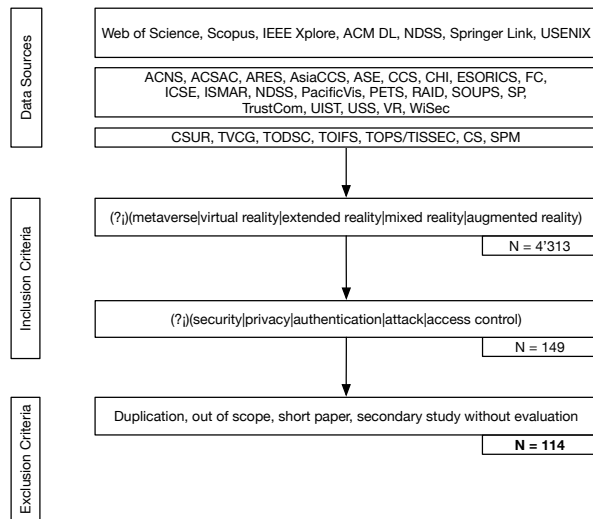 Data Sources
Web of Science, Scopus, IEEE Xplore, ACM DL, NDSS, Springer Link, USENIX
ACNS, ACSAC, ARES, AsiaCCS, ASE, CCS, CHI, ESORICS, FC,
ICSE, ISMAR, NDSS, PacificVis, PETS, RAID, SOUPS, SP,
TrustCom, UIST, USS, VR, WiSec
CSUR, TVCG, TODSC, TOIFS, TOPS/TISSEC, CS, SPM
Inclusion Criteria
(?¡)(metaverse|virtual reality|extended reality|mixed reality|augmented reality)
N = 4'313
(?¡)(security|privacy|authentication|attack|access control)
N = 149
Exclusion Criteria
Duplication, out of scope, short paper, secondary study without evaluation
N = 114